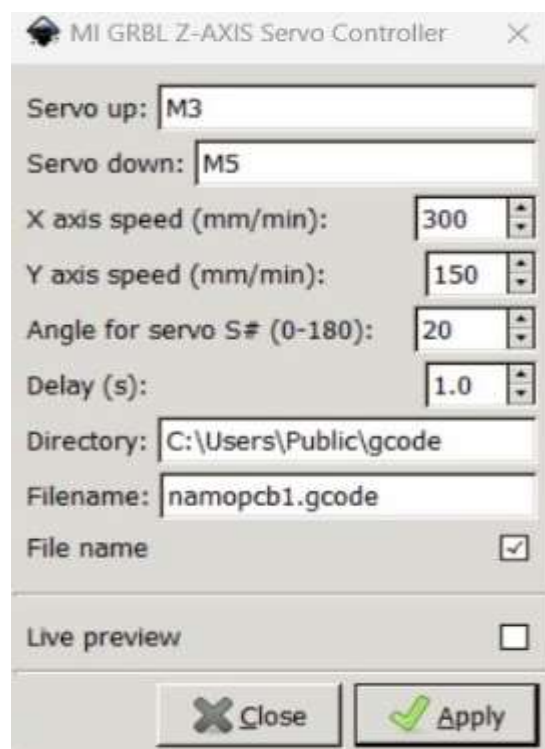 MI GRBL Z-AXIS Servo Controller
Servo up: M3
Servo down: M5
X axis speed (mm/min): 300
Y axis speed (mm/min): 150
Angle for servo S# (0-180): 20
Delay (s): 1.0
Directory: C:\Users\Public\gcode
Filename: namopcb1.gcode
File name
Live preview
Close Apply